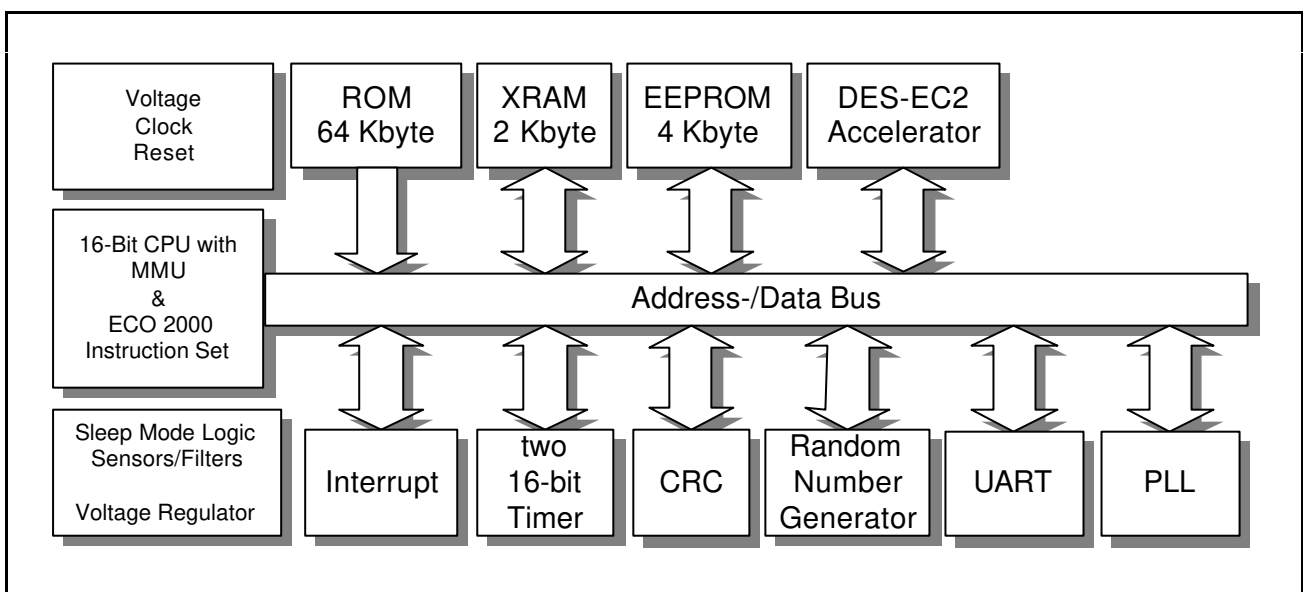 Voltage
Clock
Reset
ROM
64 Kbyte
XRAM
2 Kbyte
EEPROM
4 Kbyte
DES-EC2
Accelerator
16-Bit CPU with
MMU
&
ECO 2000
Instruction Set
Address-/Data Bus
Sleep Mode Logic
Sensors/Filters
Voltage Regulator
Interrupt
two
16-bit
Timer
CRC
Random
Number
Generator
UART
PLL